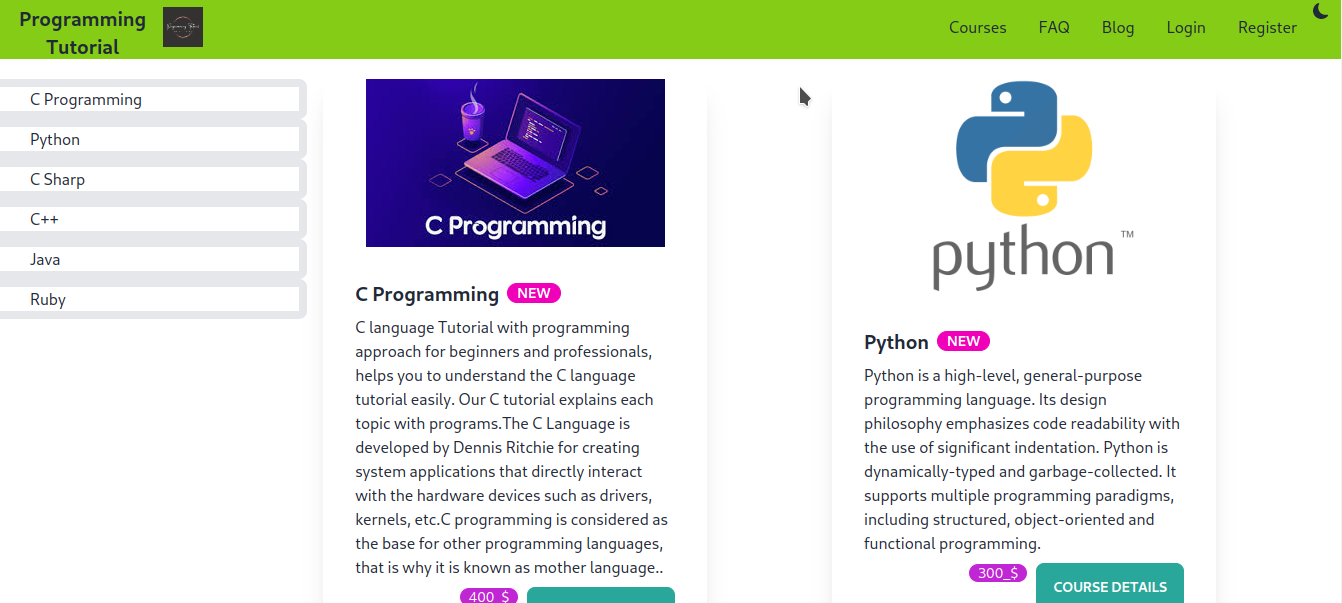 Programming
Tutorial
Courses
FAQ
Blog
Login
Register
C Programming
Python
C Sharp
C++
Java
Ruby
C Programming
C Programming NEW
C language Tutorial with programming
approach for beginners and professionals,
helps you to understand the C language
tutorial easily. Our C tutorial explains each
topic with programs.The C Language is
developed by Dennis Ritchie for creating
system applications that directly interact
with the hardware devices such as drivers,
kernels, etc.C programming is considered as
the base for other programming languages,
that is why it is known as mother language..
400_$
python™
Python NEW
Python is a high-level, general-purpose
programming language. Its design
philosophy emphasizes code readability with
the use of significant indentation. Python is
dynamically-typed and garbage-collected. It
supports multiple programming paradigms,
including structured, object-oriented and
functional programming.
300_$
COURSE DETAILS